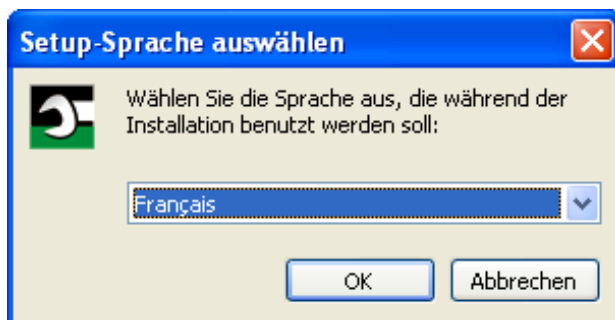 Setup-Sprache auswählen
Wählen Sie die Sprache aus, die während der
Installation benutzt werden soll:
Français
OK Abbrechen